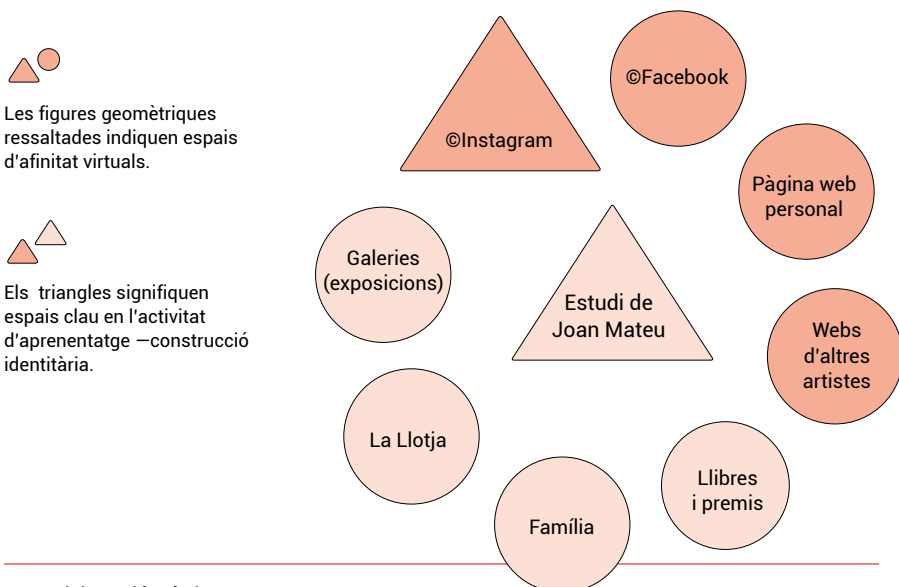 Les figures geomètriques
ressaltades indiquen espais
d'afinitat virtuals.
Els triangles signifiquen
espais clau en l'activitat
d'aprenentatge —construcció
identitària.
©Instagram
©Facebook
Pàgina web
personal
Galeries
(exposicions)
Estudi de
Joan Mateu
Webs
d'altres
artistes
La Llotja
Llibres
i premis
Família